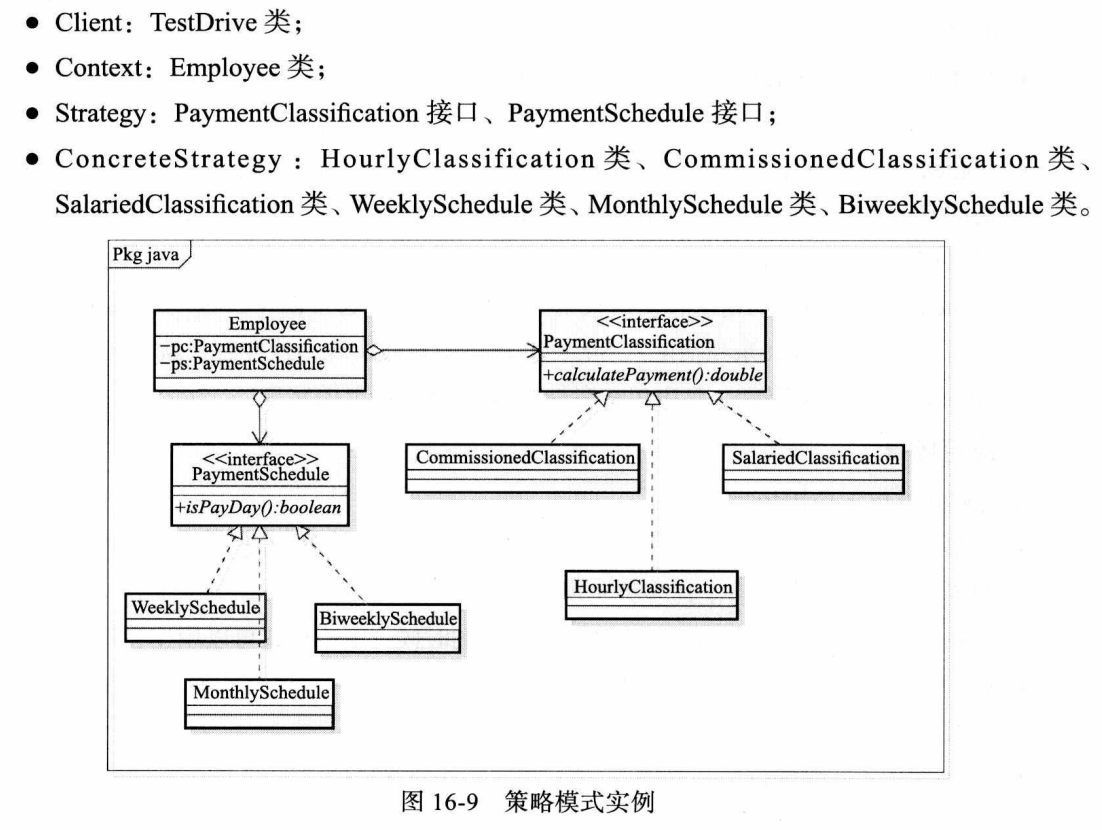 ● Client：TestDrive 类；
● Context：Employee 类；
● Strategy：PaymentClassification 接口、PaymentSchedule 接口；
● ConcreteStrategy ：HourlyClassification 类、CommissionedClassification 类、
SalariedClassification 类、WeeklySchedule 类、MonthlySchedule 类、BiweeklySchedule 类。
Pkg java
Employee
−pc:PaymentClassification
−ps:PaymentSchedule
<<interface>>
PaymentClassification
+calculatePayment():double
<<interface>>
PaymentSchedule
+isPayDay():boolean
CommissionedClassification
SalariedClassification
HourlyClassification
WeeklySchedule
BiweeklySchedule
MonthlySchedule
图 16-9 策略模式实例